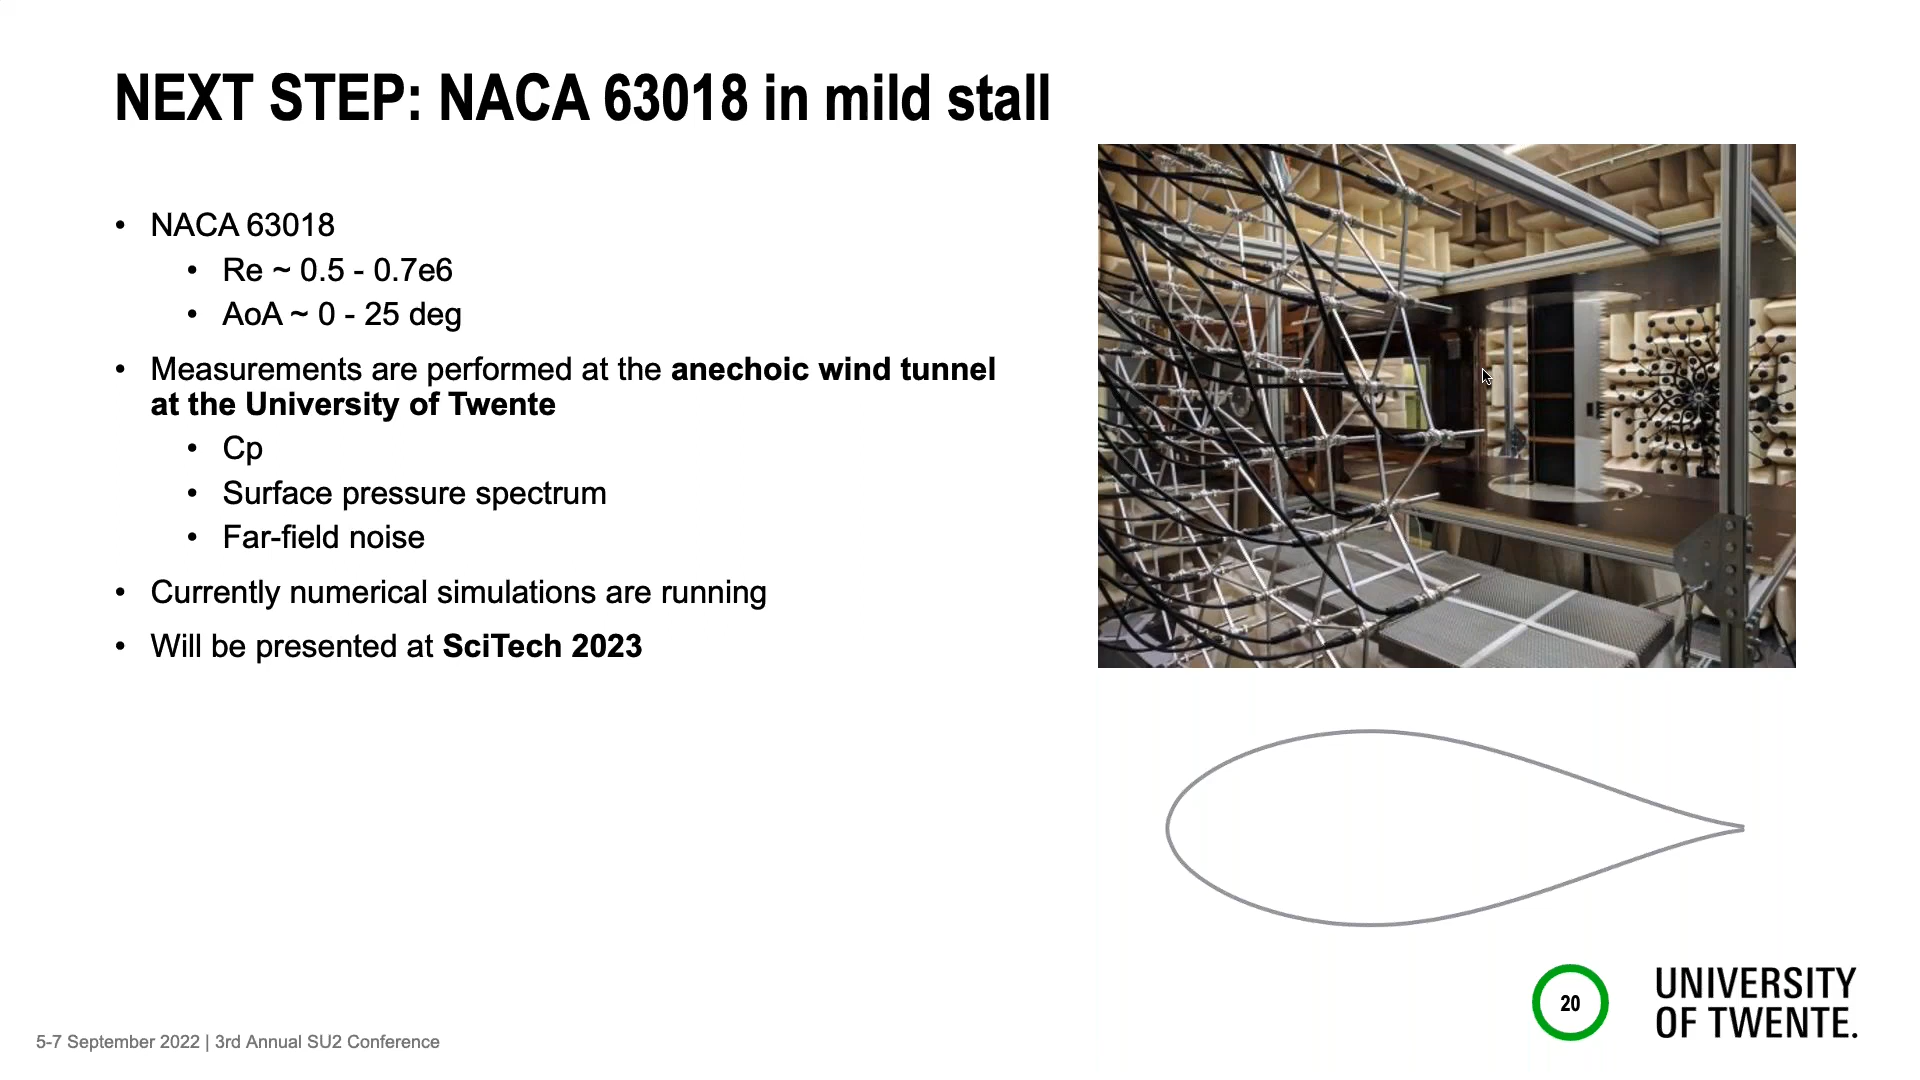 NEXT STEP: NACA 63018 in mild stall
• NACA 63018
• Re ~ 0.5 - 0.7e6
• AoA ~ 0 - 25 deg
• Measurements are performed at the anechoic wind tunnel
at the University of Twente
• Cp
• Surface pressure spectrum
• Far-field noise
• Currently numerical simulations are running
• Will be presented at SciTech 2023
20
UNIVERSITY
OF TWENTE.
5-7 September 2022 | 3rd Annual SU2 Conference